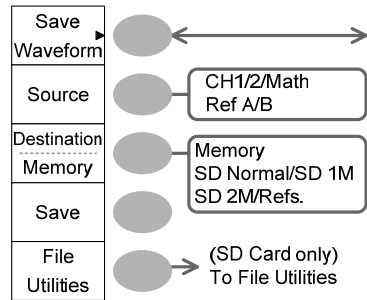 Save
Waveform
Source
CH1/2/Math
Ref A/B
Destination
Memory
Memory
SD Normal/SD 1M
SD 2M/Refs.
Save
File
Utilities
(SD Card only)
To File Utilities